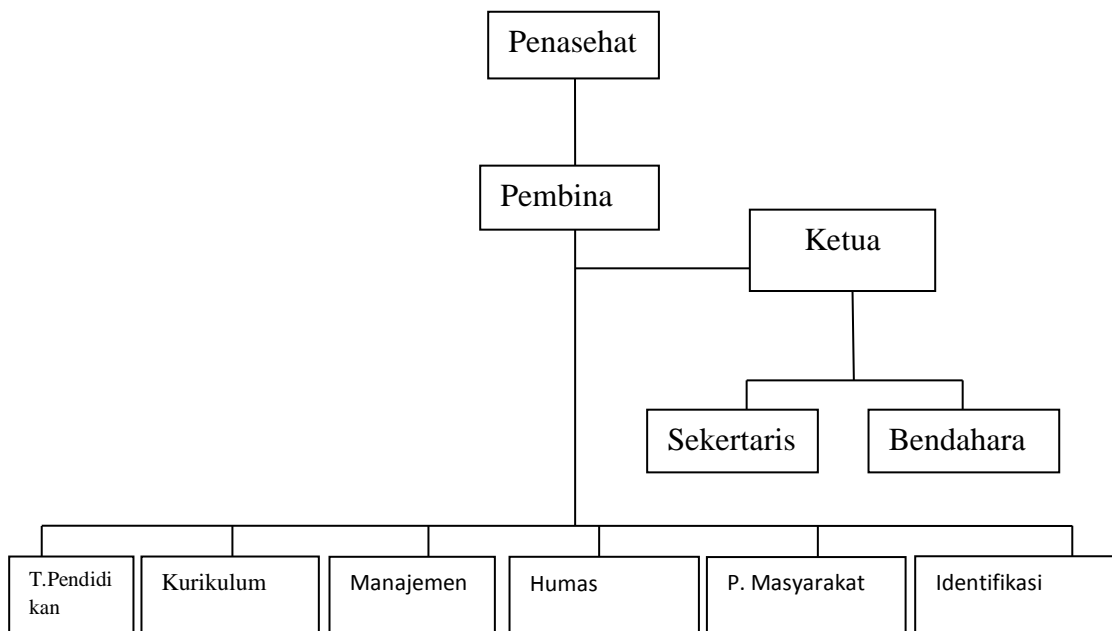 Penasehat
Pembina
Ketua
Sekertaris
Bendahara
T.Pendidi
kan
Kurikulum
Manajemen
Humas
P. Masyarakat
Identifikasi